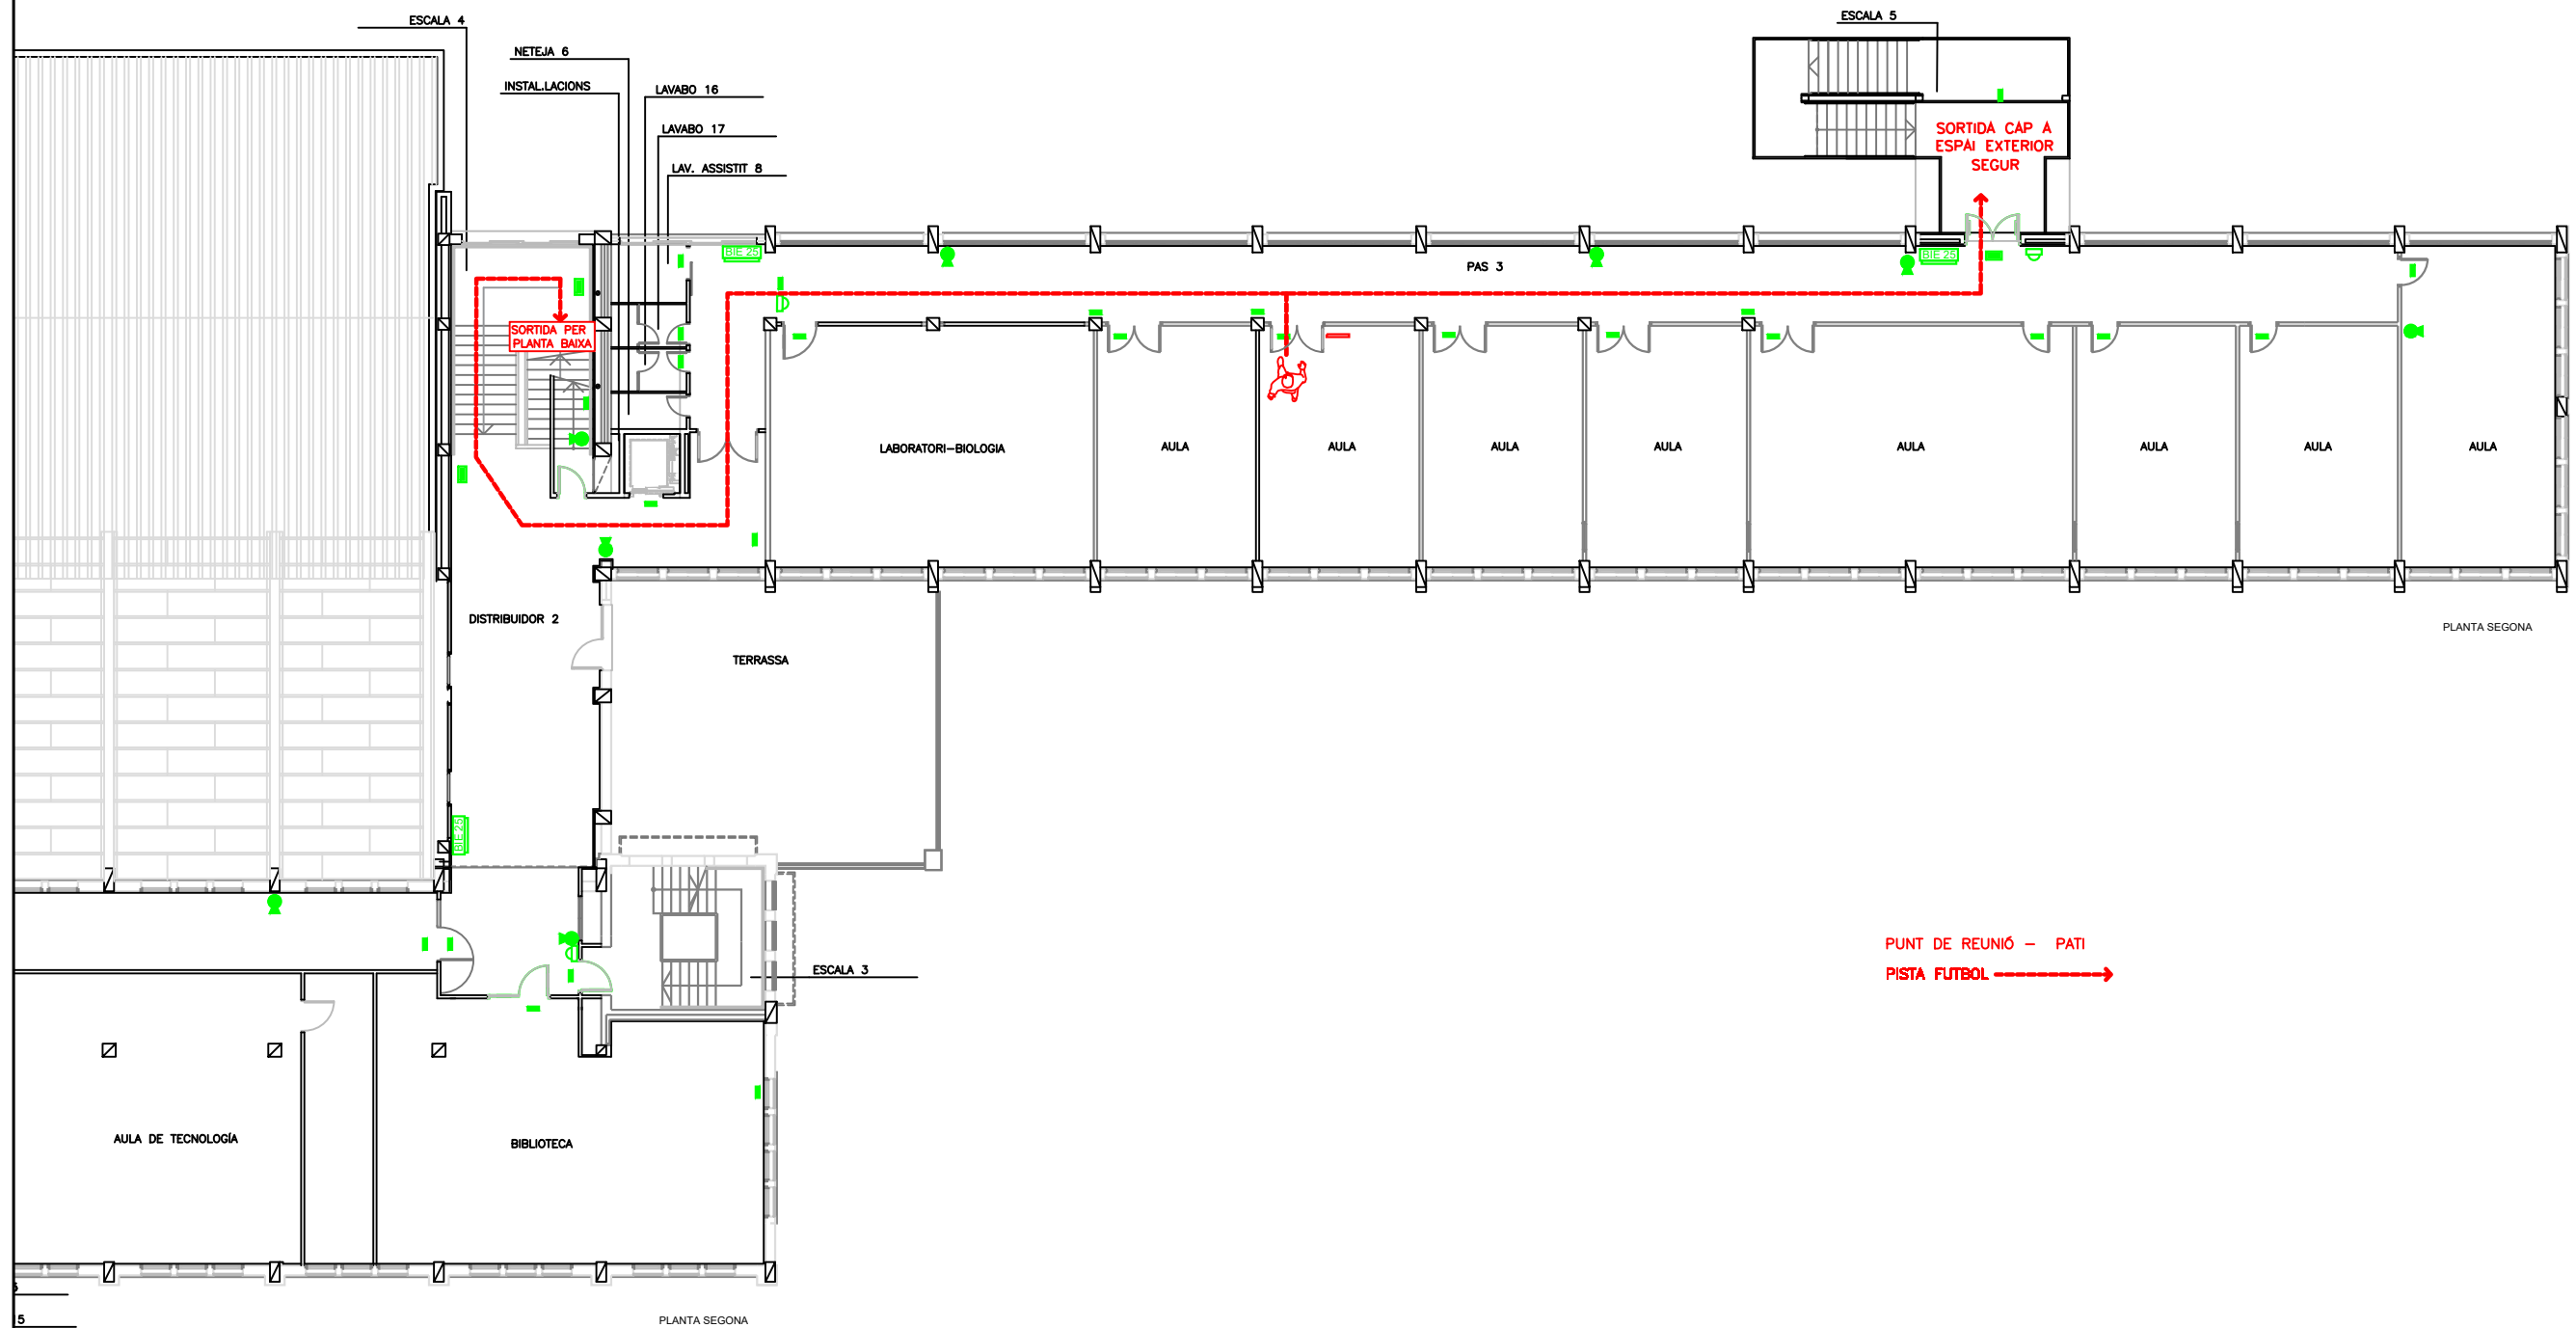 ESCALA 4
ESCALA 5
NETEJA 6
INSTAL.LACIONS
LAVABO 16
LAVABO 17
LAV. ASSISTIT 8
SORTIDA CAP A
ESPAI EXTERIOR
SEGUR
BIE 25
BIE 25
PAS 3
SORTIDA PER
PLANTA BAIXA
LABORATORI-BIOLOGIA
AULA
AULA
AULA
AULA
AULA
AULA
AULA
AULA
DISTRIBUIDOR 2
PLANTA SEGONA
TERRASSA
BIE 25
PUNT DE REUNIÓ - PATI
PISTA FUTBOL
ESCALA 3
AULA DE TECNOLOGÍA
BIBLIOTECA
15
PLANTA SEGONA